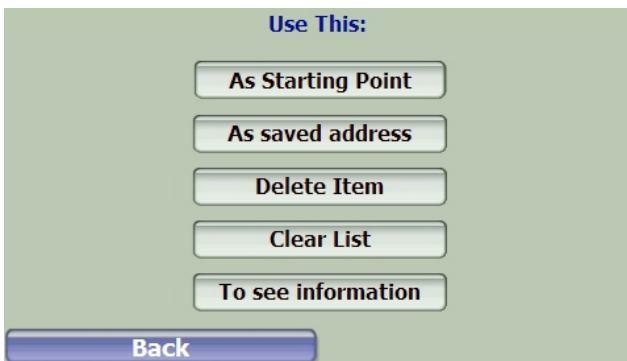 Use This:
As Starting Point
As saved address
Delete Item
Clear List
To see information
Back